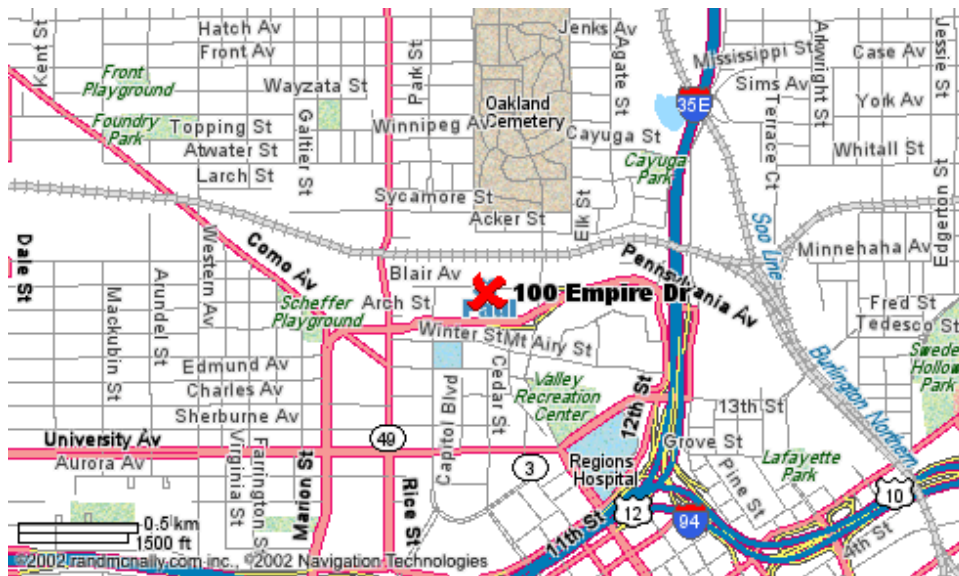 Hatch Av
Front Av
Kent St
Front
Playground
Wayzata St
Foundry
Park
Topping St
Atwater St
Larch St
Galtier St
Park St
Winnipeg Av
Oakland
Cemetery
Jenks Av
Agate St
Cayuga St
Cayuga
Park
35E
Mississippi St
Sims Av
Terrace Ct
Arkwright St
Case Av
York Av
Whitall St
Jessie St
Edgerton St
Sycamore St
Acker St
Elk St
Soo Line
Minnehaha Av
Dale St
Mackubin St
Arundel St
Western Av
Como Av
Scheffer
Playground
Blair Av
Arch St
Paul
100 Empire Dr
Pennsylvania Av
Fred St
Tedesco St
Swede
Hollow
Park
Burlington Northern
Winter St
Mt Airy St
Edmund Av
Charles Av
Sherburne Av
University Av
Aurora Av
Virginia St
Farrington St
Marion St
49
Rice St
Capitol Blvd
Cedar St
Valley
Recreation
Center
12th St
13th St
Grove St
Pine St
Lafayette
Park
3
Regions
Hospital
11th St
12
94
10
4th St
0.5 km
1500 ft
©2002 randmcnally.com inc., ©2002 Navigation Technologies